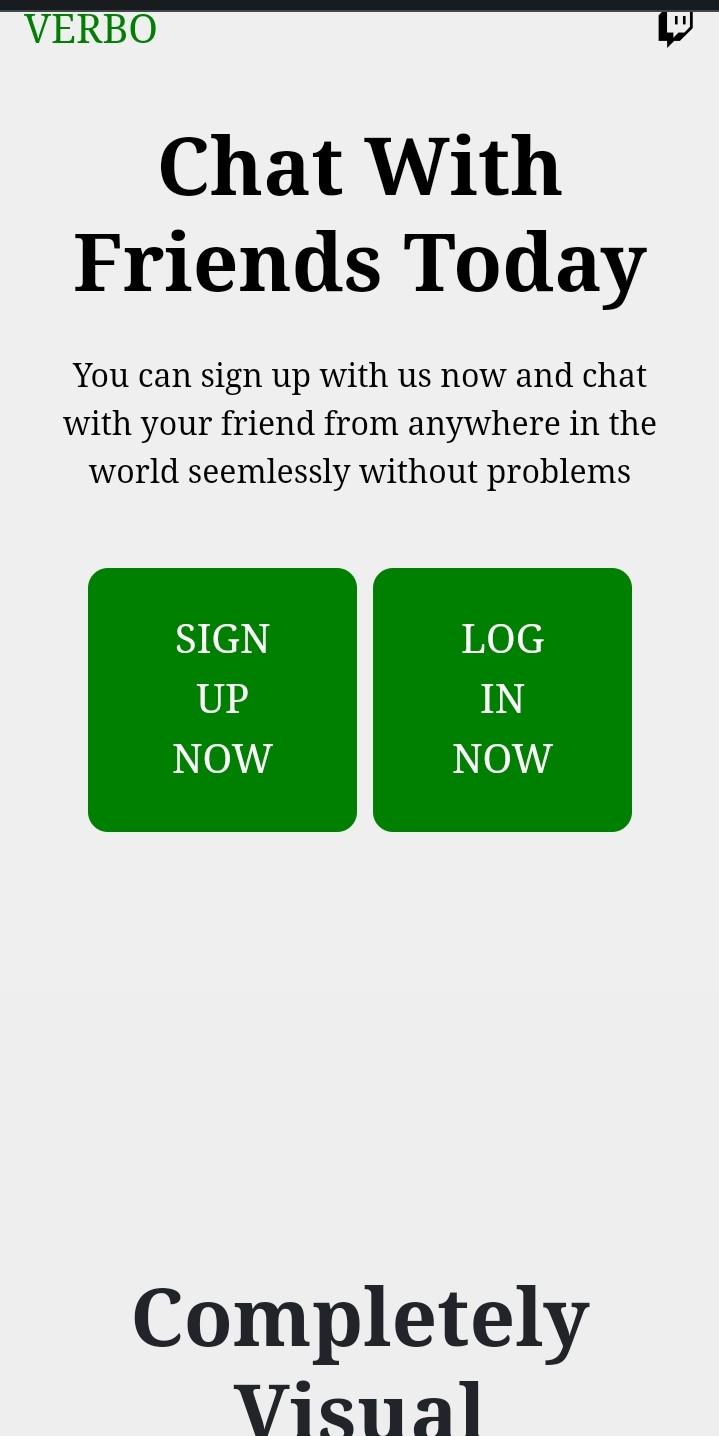 VERBO
Chat With
Friends Today
You can sign up with us now and chat
with your friend from anywhere in the
world seemlessly without problems
SIGN
UP
NOW
LOG
IN
NOW
Completely
Visual